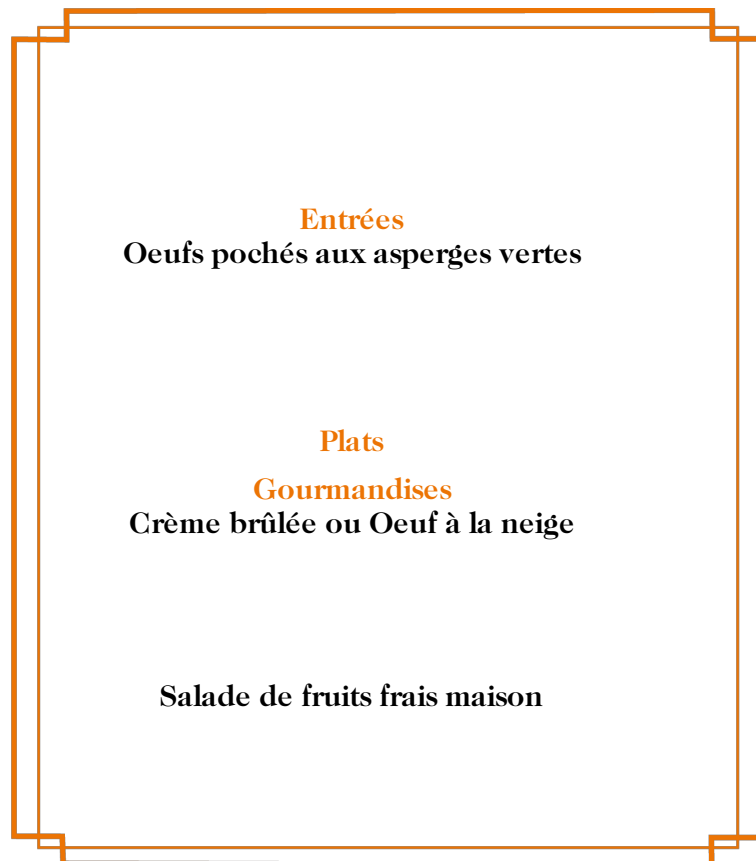 Entrées
Oeufs pochés aux asperges vertes
Plats
Gourmandises
Crème brûlée ou Oeuf à la neige
Salade de fruits frais maison